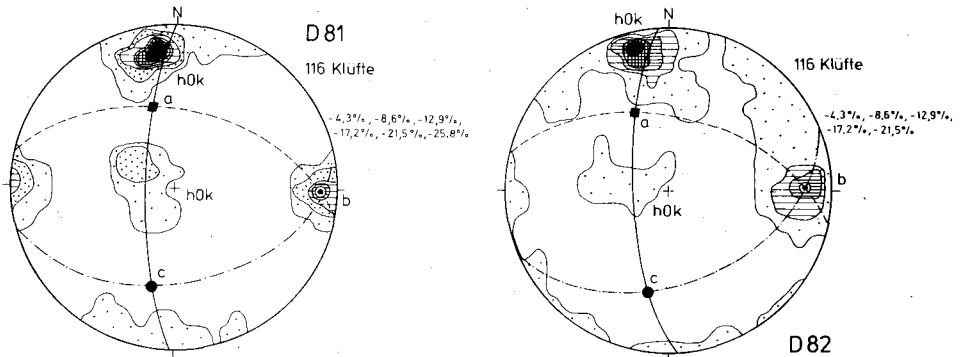 N
D 81
116 Klüfte
h0k
a
-4,3%, -8,6%, -12,9%,
-17,2%, -21,5%, -25,8%
h0k
b
c
N
h0k
116 Klüfte
a
-4,3%, -8,6%, -12,9%,
-17,2%, -21,5%
b
h0k
c
D 82